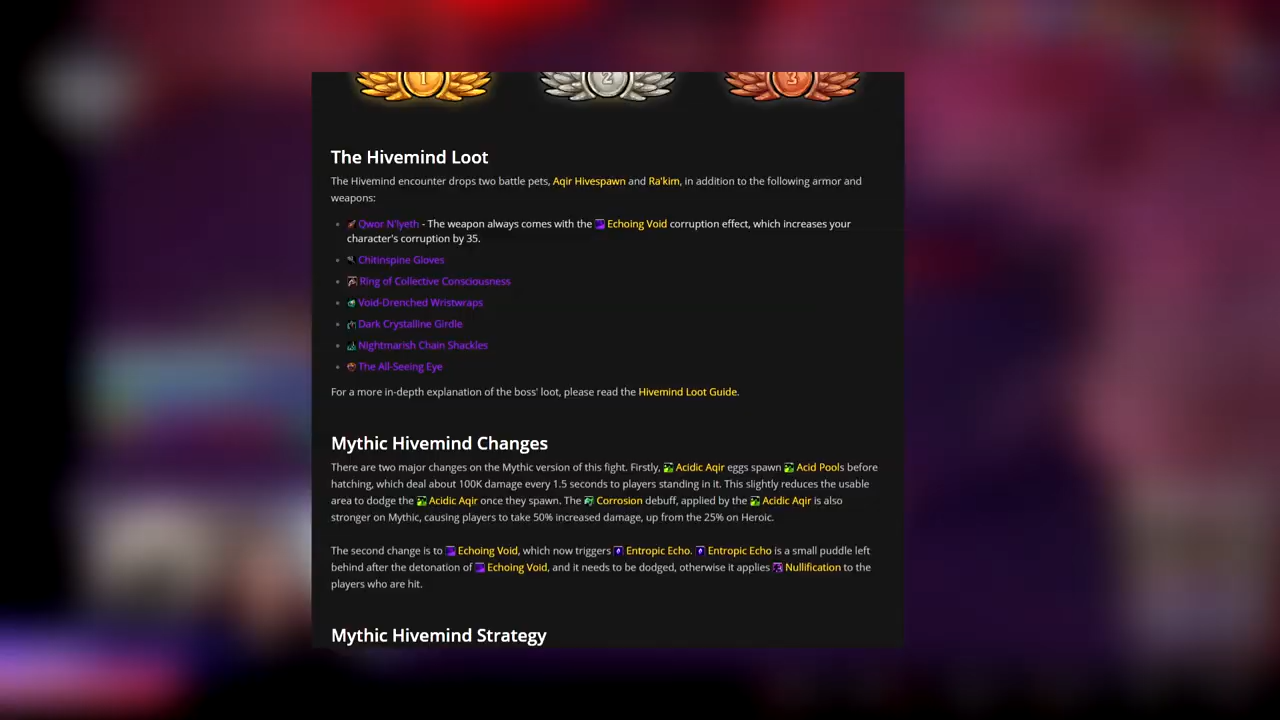 1 2 3
The Hivemind Loot
The Hivemind encounter drops two battle pets, Aqir Hivespawn and Ra'kim, in addition to the following armor and
weapons:
Qwor N'lyeth - The weapon always comes with the Echoing Void corruption effect, which increases your
character's corruption by 35.
Chitinspine Gloves
Ring of Collective Consciousness
Void-Drenched Wristwraps
Dark Crystalline Girdle
Nightmarish Chain Shackles
The All-Seeing Eye
For a more in-depth explanation of the boss' loot, please read the Hivemind Loot Guide.
Mythic Hivemind Changes
There are two major changes on the Mythic version of this fight. Firstly, Acidic Aqir eggs spawn Acid Pools before
hatching, which deal about 100K damage every 1.5 seconds to players standing in it. This slightly reduces the usable
area to dodge the Acidic Aqir once they spawn. The Corrosion debuff, applied by the Acidic Aqir is also
stronger on Mythic, causing players to take 50% increased damage, up from the 25% on Heroic.
The second change is to Echoing Void, which now triggers Entropic Echo. Entropic Echo is a small puddle left
behind after the detonation of Echoing Void, and it needs to be dodged, otherwise it applies Nullification to the
players who are hit.
Mythic Hivemind Strategy